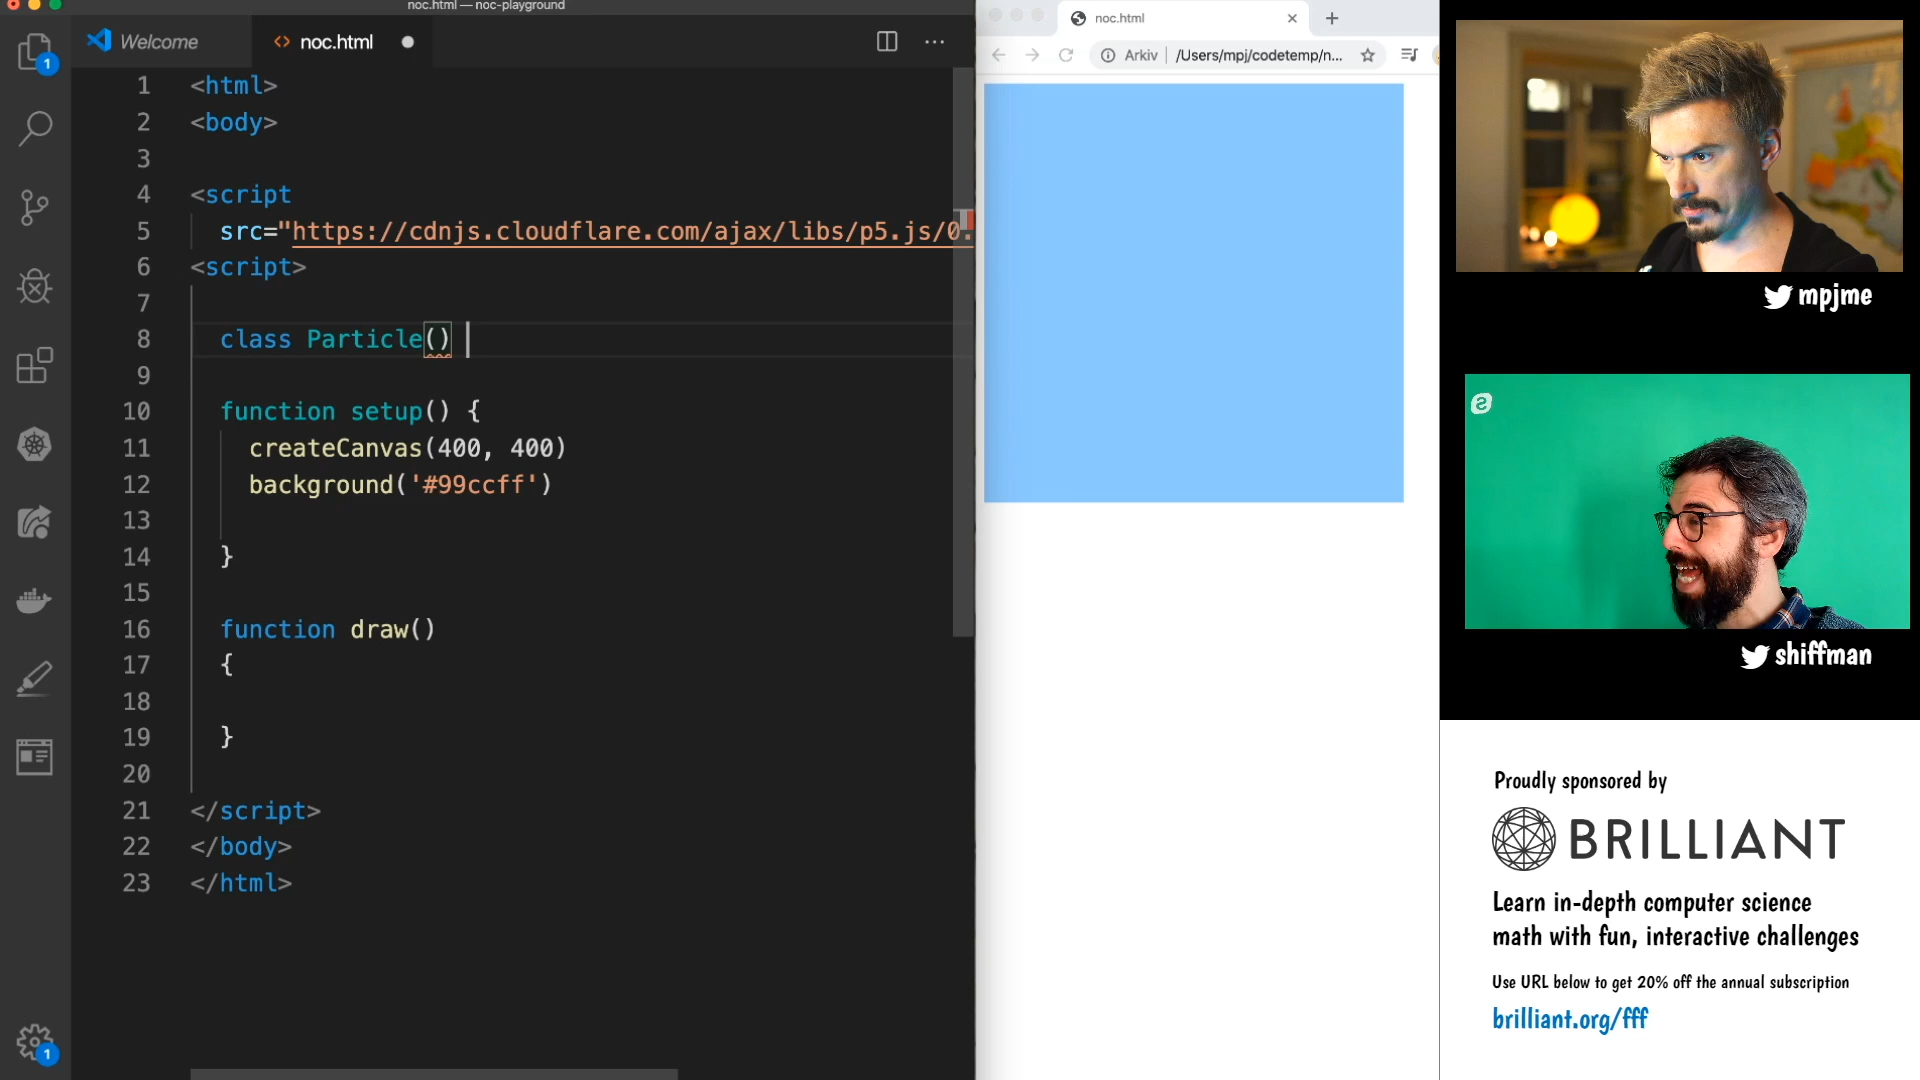 noc.html — noc-playground
Welcome
noc.html
1 <html>
2 <body>
3
4 <script
5 src="https://cdnjs.cloudflare.com/ajax/libs/p5.js/0.
6 <script>
7
8 class Particle()
9
10 function setup() {
11 createCanvas(400, 400)
12 background('#99ccff')
13
14 }
15
16 function draw()
17 {
18
19 }
20
21 </script>
22 </body>
23 </html>
1
1
noc.html
Arkiv
/Users/mpj/codetemp/n...
mpjme
shiffman
Proudly sponsored by
BRILLIANT
Learn in-depth computer science
math with fun, interactive challenges
Use URL below to get 20% off the annual subscription
brilliant.org/fff